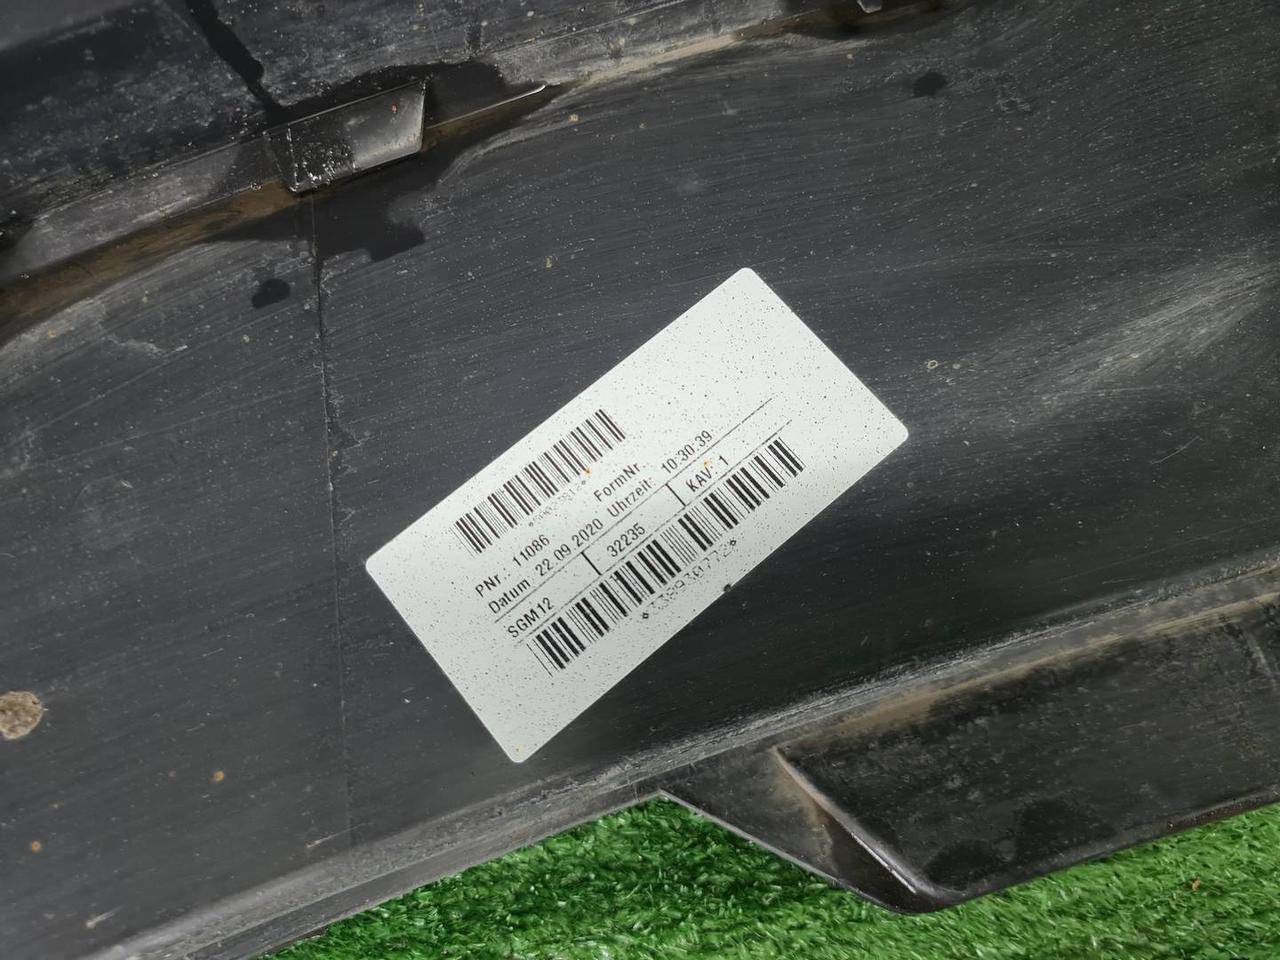 PNr.: 11086 FormNr.
Datum: 22.09.2020 Uhrzeit: 10:30:39
SGM12 32235 KAV: 1